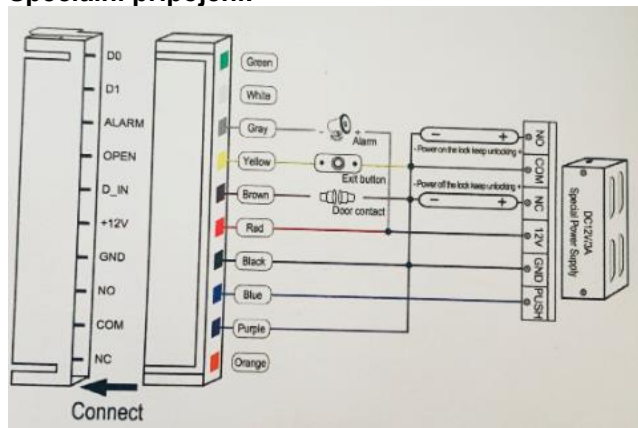 Speciální připojení:
D0
D1
ALARM
OPEN
D_IN
+12V
GND
NO
COM
NC
Connect
Green
White
Gray
Yellow
Brown
Red
Black
Blue
Purple
Orange
- +
Alarm
Exit button
Door contact
- +
- Power on the lock keep unlocking +
- Power off the lock keep unlocking +
- +
NO
COM
NC
12V
GND
PUSH
DC12V/3A
Special Power Supply